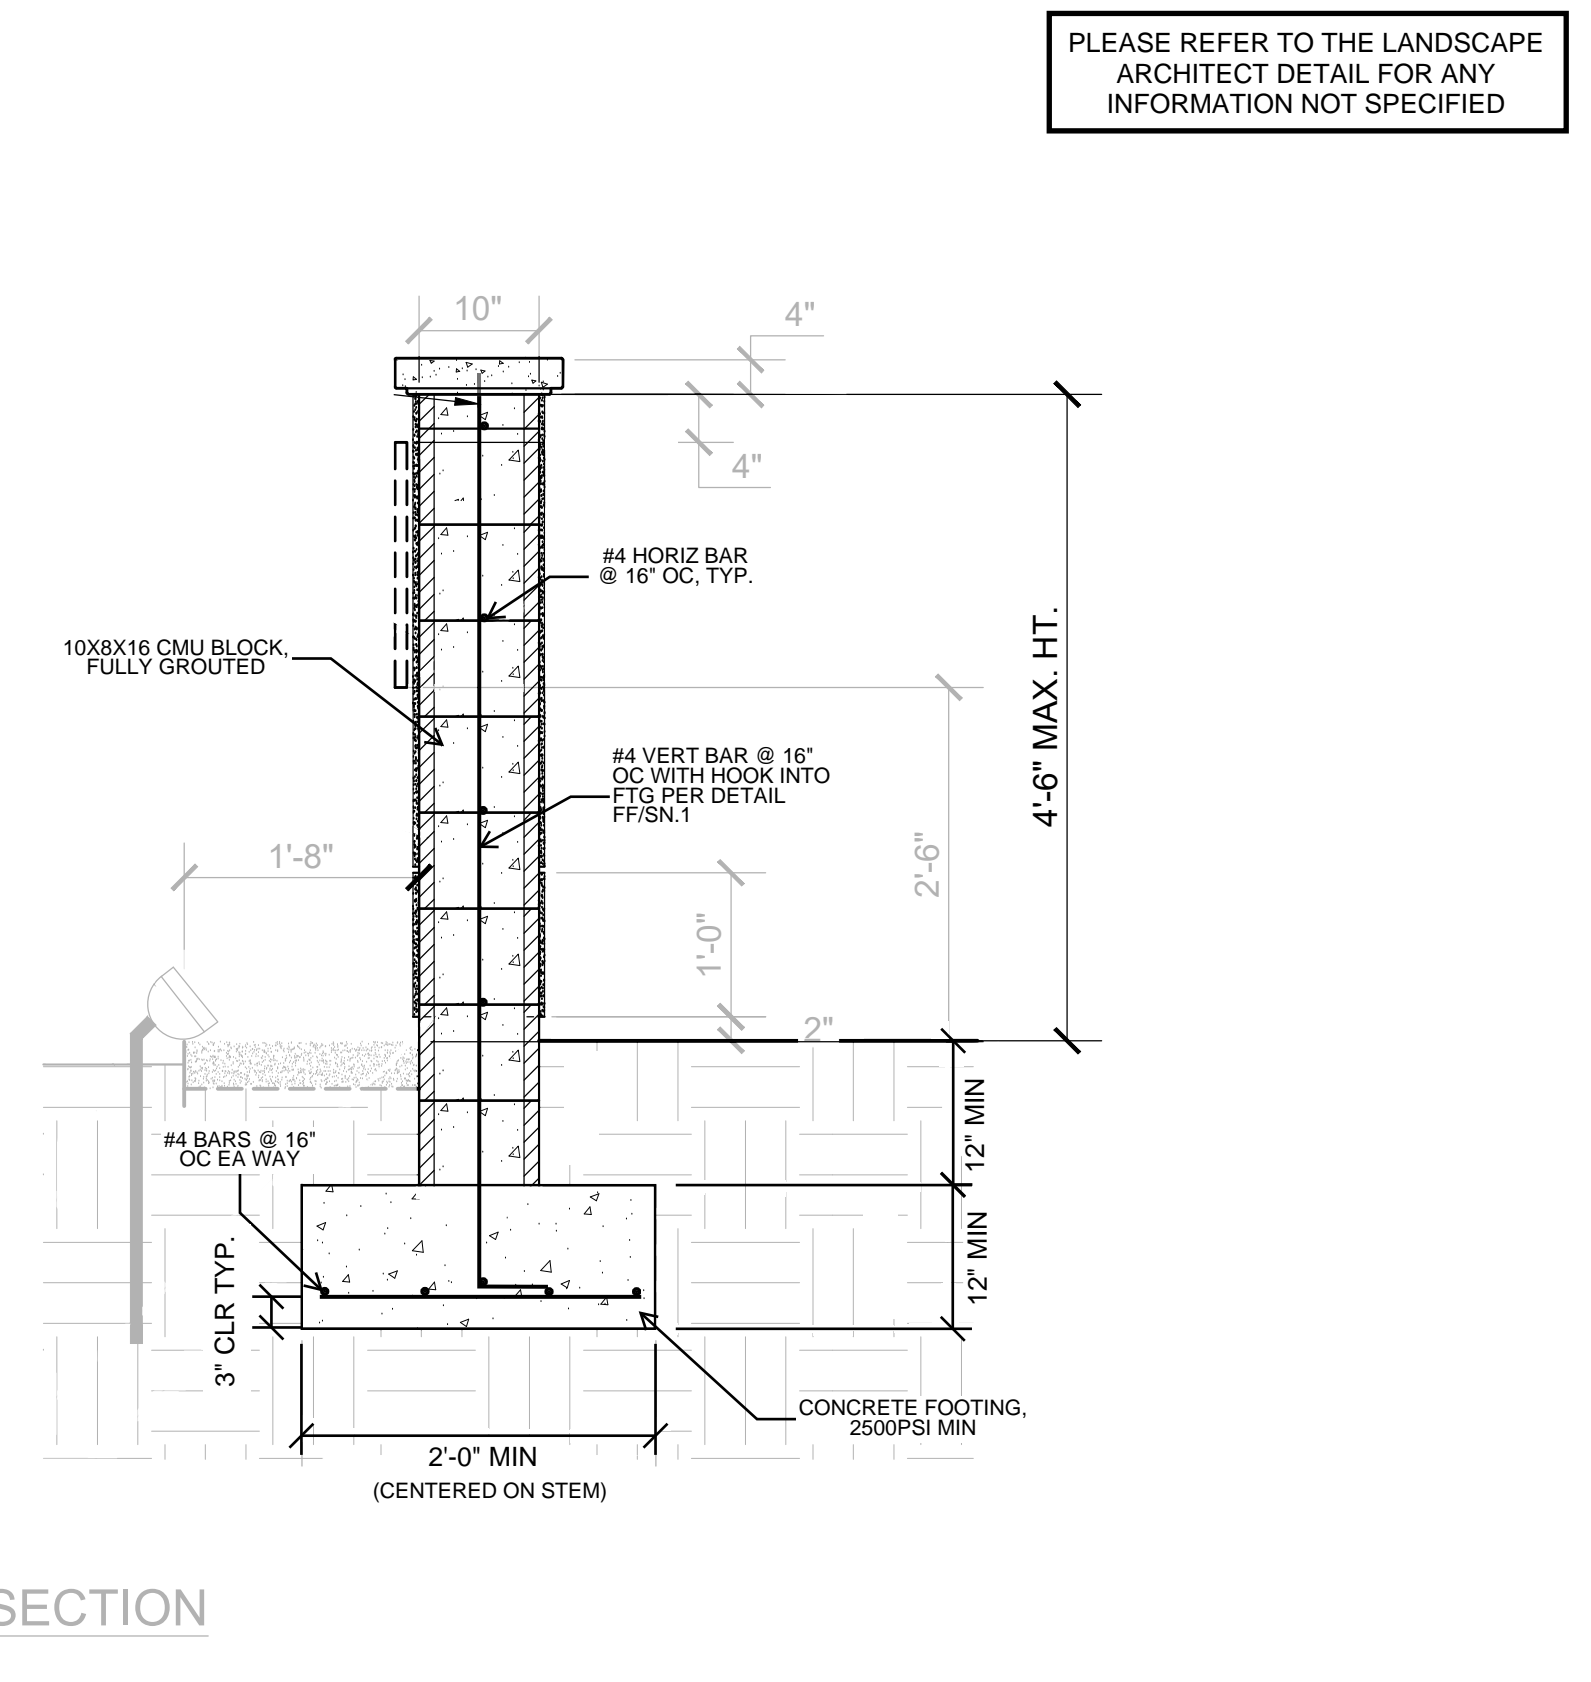 PLEASE REFER TO THE LANDSCAPE
ARCHITECT DETAIL FOR ANY
INFORMATION NOT SPECIFIED
10"
4"
4"
#4 HORIZ BAR
@ 16" OC, TYP.
10X8X16 CMU BLOCK,
FULLY GROUTED
4'-6" MAX. HT.
#4 VERT BAR @ 16"
OC WITH HOOK INTO
FTG PER DETAIL
FF/SN.1
1'-8"
2'-6"
1'-0"
2"
12" MIN
#4 BARS @ 16"
OC EA WAY
12" MIN
3" CLR TYP.
CONCRETE FOOTING,
2500PSI MIN
2'-0" MIN
(CENTERED ON STEM)
SECTION